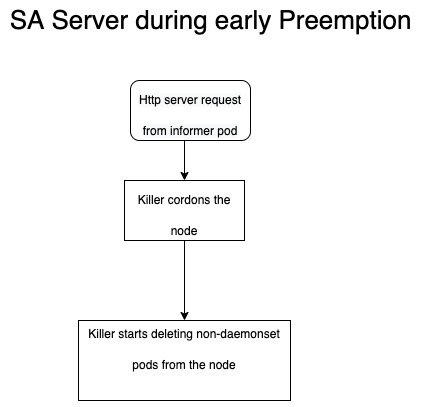 SA Server during early Preemption
Http server request
from informer pod
Killer cordons the
node
Killer starts deleting non-daemonset
pods from the node